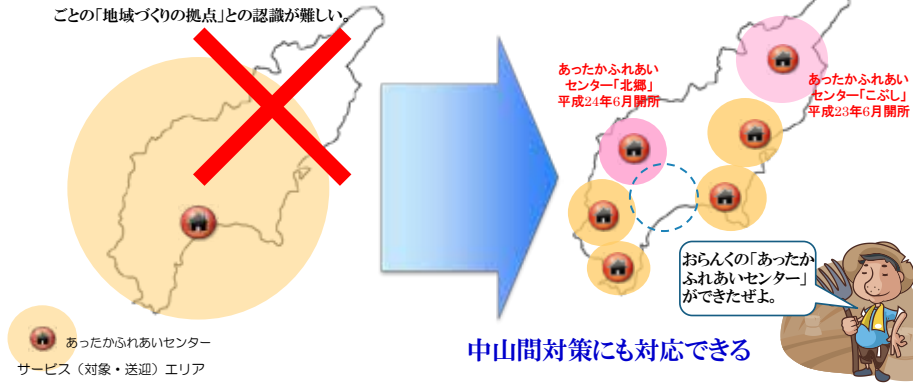 ごとの「地域づくりの拠点」との認識が難しい。
あったかふれあい
センター「北郷」
平成24年6月開所
あったかふれあい
センター「こぶし」
平成23年6月開所
おらんくの「あったか
ふれあいセンター」
ができたぜよ。
あったかふれあいセンター
サービス（対象・送迎）エリア
中山間対策にも対応できる